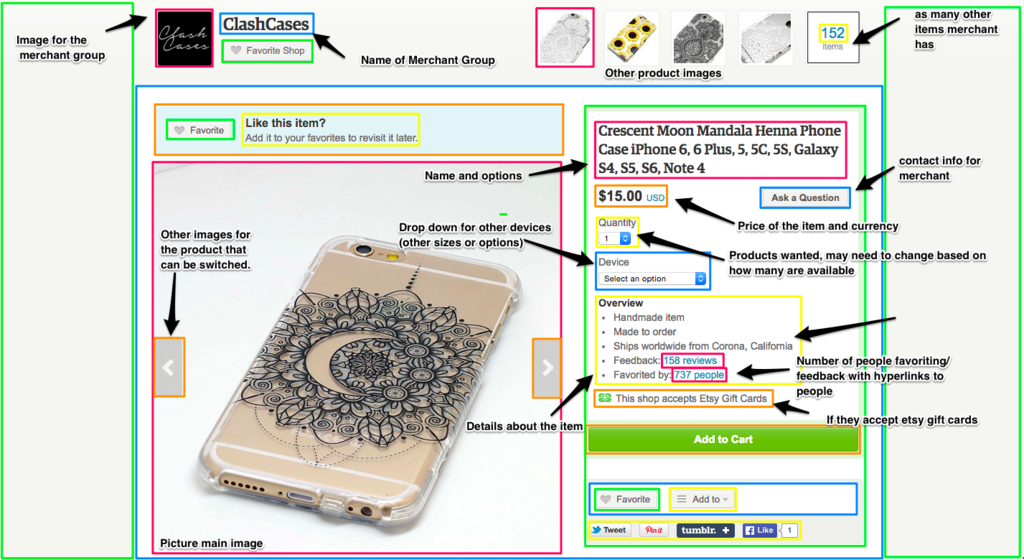 Image for the
merchant group
Clash
Cases
ClashCases
Favorite Shop
Name of Merchant Group
Other product images
152
items
as many other
items merchant
has
Favorite
Like this item?
Add it to your favorites to revisit it later.
Crescent Moon Mandala Henna Phone
Case iPhone 6, 6 Plus, 5, 5C, 5S, Galaxy
S4, S5, S6, Note 4
Name and options
contact info for
merchant
$15.00 USD
Ask a Question
Price of the item and currency
Quantity
1
Drop down for other devices
(other sizes or options)
Products wanted, may need to change based on
how many are available
Device
Select an option
Other images for
the product that
can be switched.
Overview
Handmade item
Made to order
Ships worldwide from Corona, California
Feedback: 158 reviews
Favorited by: 737 people
Number of people favoriting/
feedback with hyperlinks to
people
This shop accepts Etsy Gift Cards
If they accept etsy gift cards
Details about the item
Add to Cart
Favorite
Add to
Tweet
Pin it
tumblr. +
Like
1
Picture main image